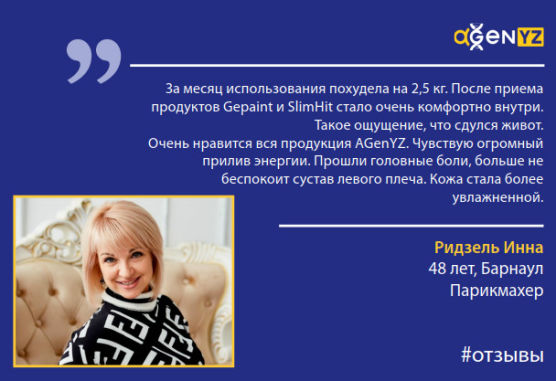 aGenYZ
За месяц использования похудела на 2,5 кг. После приема
продуктов Gepaint и SlimHit стало очень комфортно внутри.
Такое ощущение, что сдулся живот.
Очень нравится вся продукция AGenYZ. Чувствую огромный
прилив энергии. Прошли головные боли, больше не
беспокоит сустав левого плеча. Кожа стала более
увлажненной.
Ридзель Инна
48 лет, Барнаул
Парикмахер
#отзывы